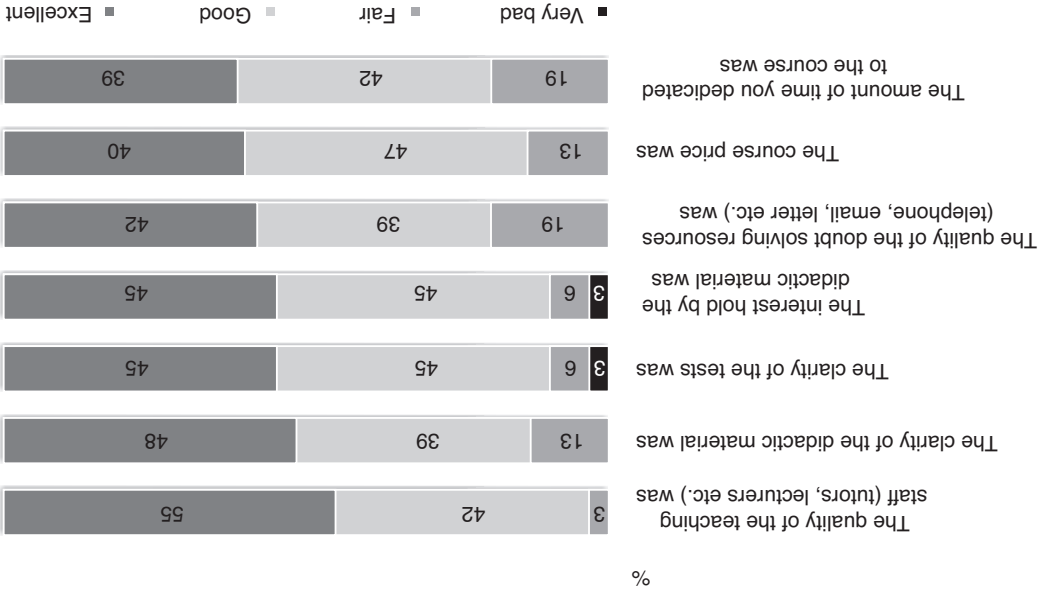 %
The quality of the teaching
staff (tutors, lecturers etc.) was
3 42 55
The clarity of the didactic material was
13 39 48
The clarity of the tests was
3 6 45 45
The interest hold by the
didactic material was
3 6 45 45
The quality of the doubt solving resources
(telephone, email, letter etc.) was
19 39 42
The course price was
13 47 40
The amount of time you dedicated
to the course was
19 42 39
Very bad Fair Good Excellent